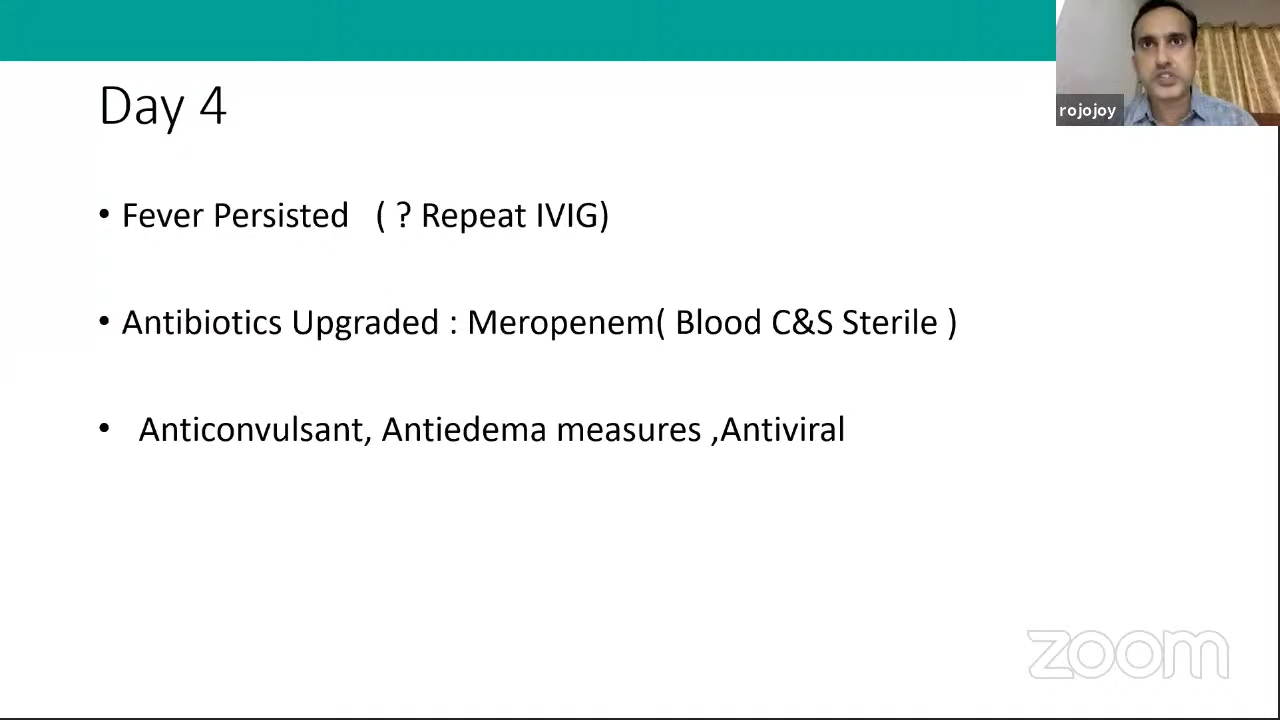 rojojoy
Day 4
• Fever Persisted ( ? Repeat IVIG)
• Antibiotics Upgraded : Meropenem( Blood C&S Sterile )
• Anticonvulsant, Antiedema measures ,Antiviral
zoom